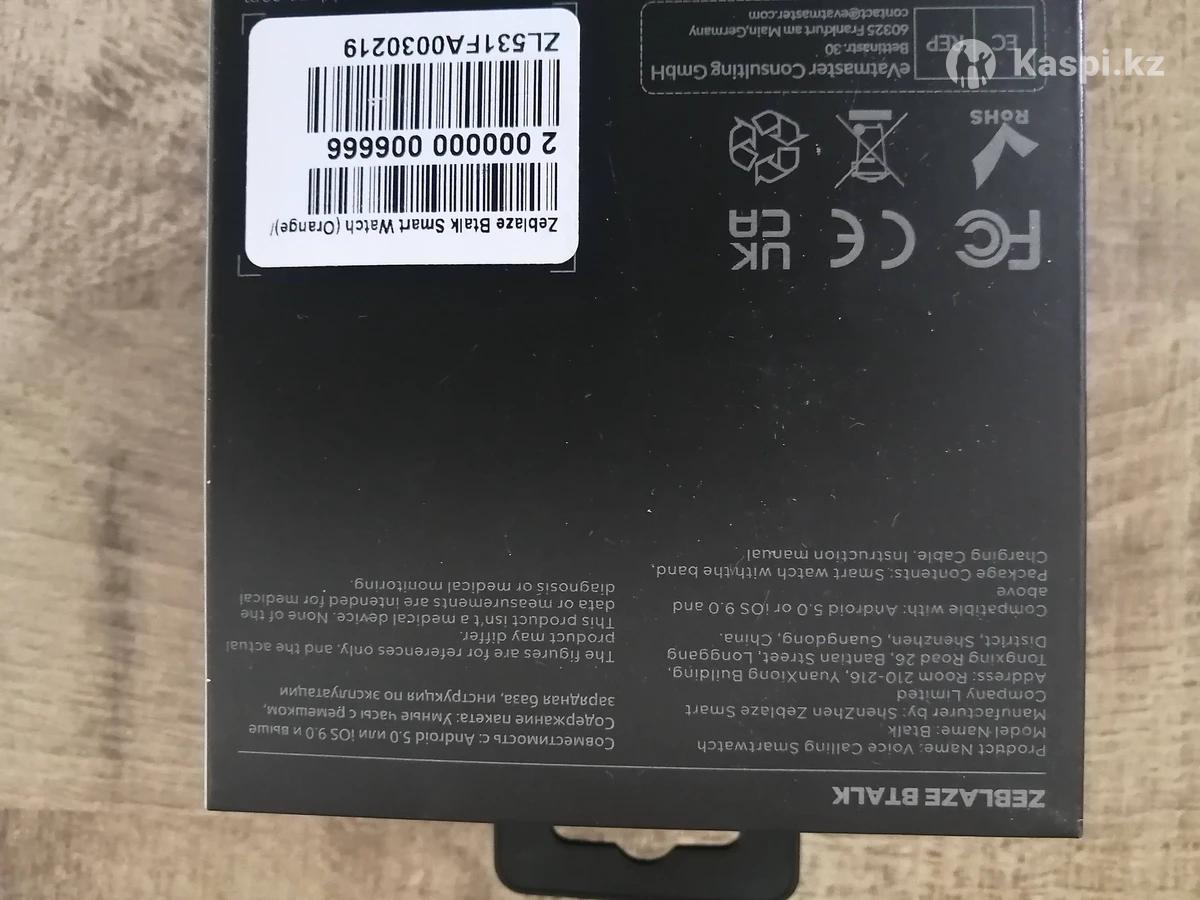 ZEBLAZE BTALK
Product Name: Voice Calling Smartwatch
Model Name: Btalk
Manufacturer by: ShenZhen Zeblaze Smart
Company Limited
Address: Room 210-216, YuanXiong Building,
Tongxing Road 26, Bantian Street, Longgang
District, Shenzhen, Guangdong, China.
Compatible with: Android 5.0 or iOS 9.0 and
above
Package Contents: Smart watch with the band,
Charging Cable, Instruction manual
Совместимость с: Android 5.0 или iOS 9.0 и выше
Содержание пакета: Умные часы с ремешком,
зарядная база, инструкция по эксплуатации
The figures are for references only, and the actual
product may differ.
This product isn't a medical device. None of the
data or measurements are intended for medical
diagnosis or medical monitoring.
FC CE UK CA
RoHS
EC REP
eVatmaster Consulting GmbH
Bettinastr. 30
60325 Frankfurt am Main,Germany
contact@evatmaster.com
Zeblaze Btalk Smart Watch (Orange)/
2 000000 006666
ZL531FA0030219
Kaspi.kz